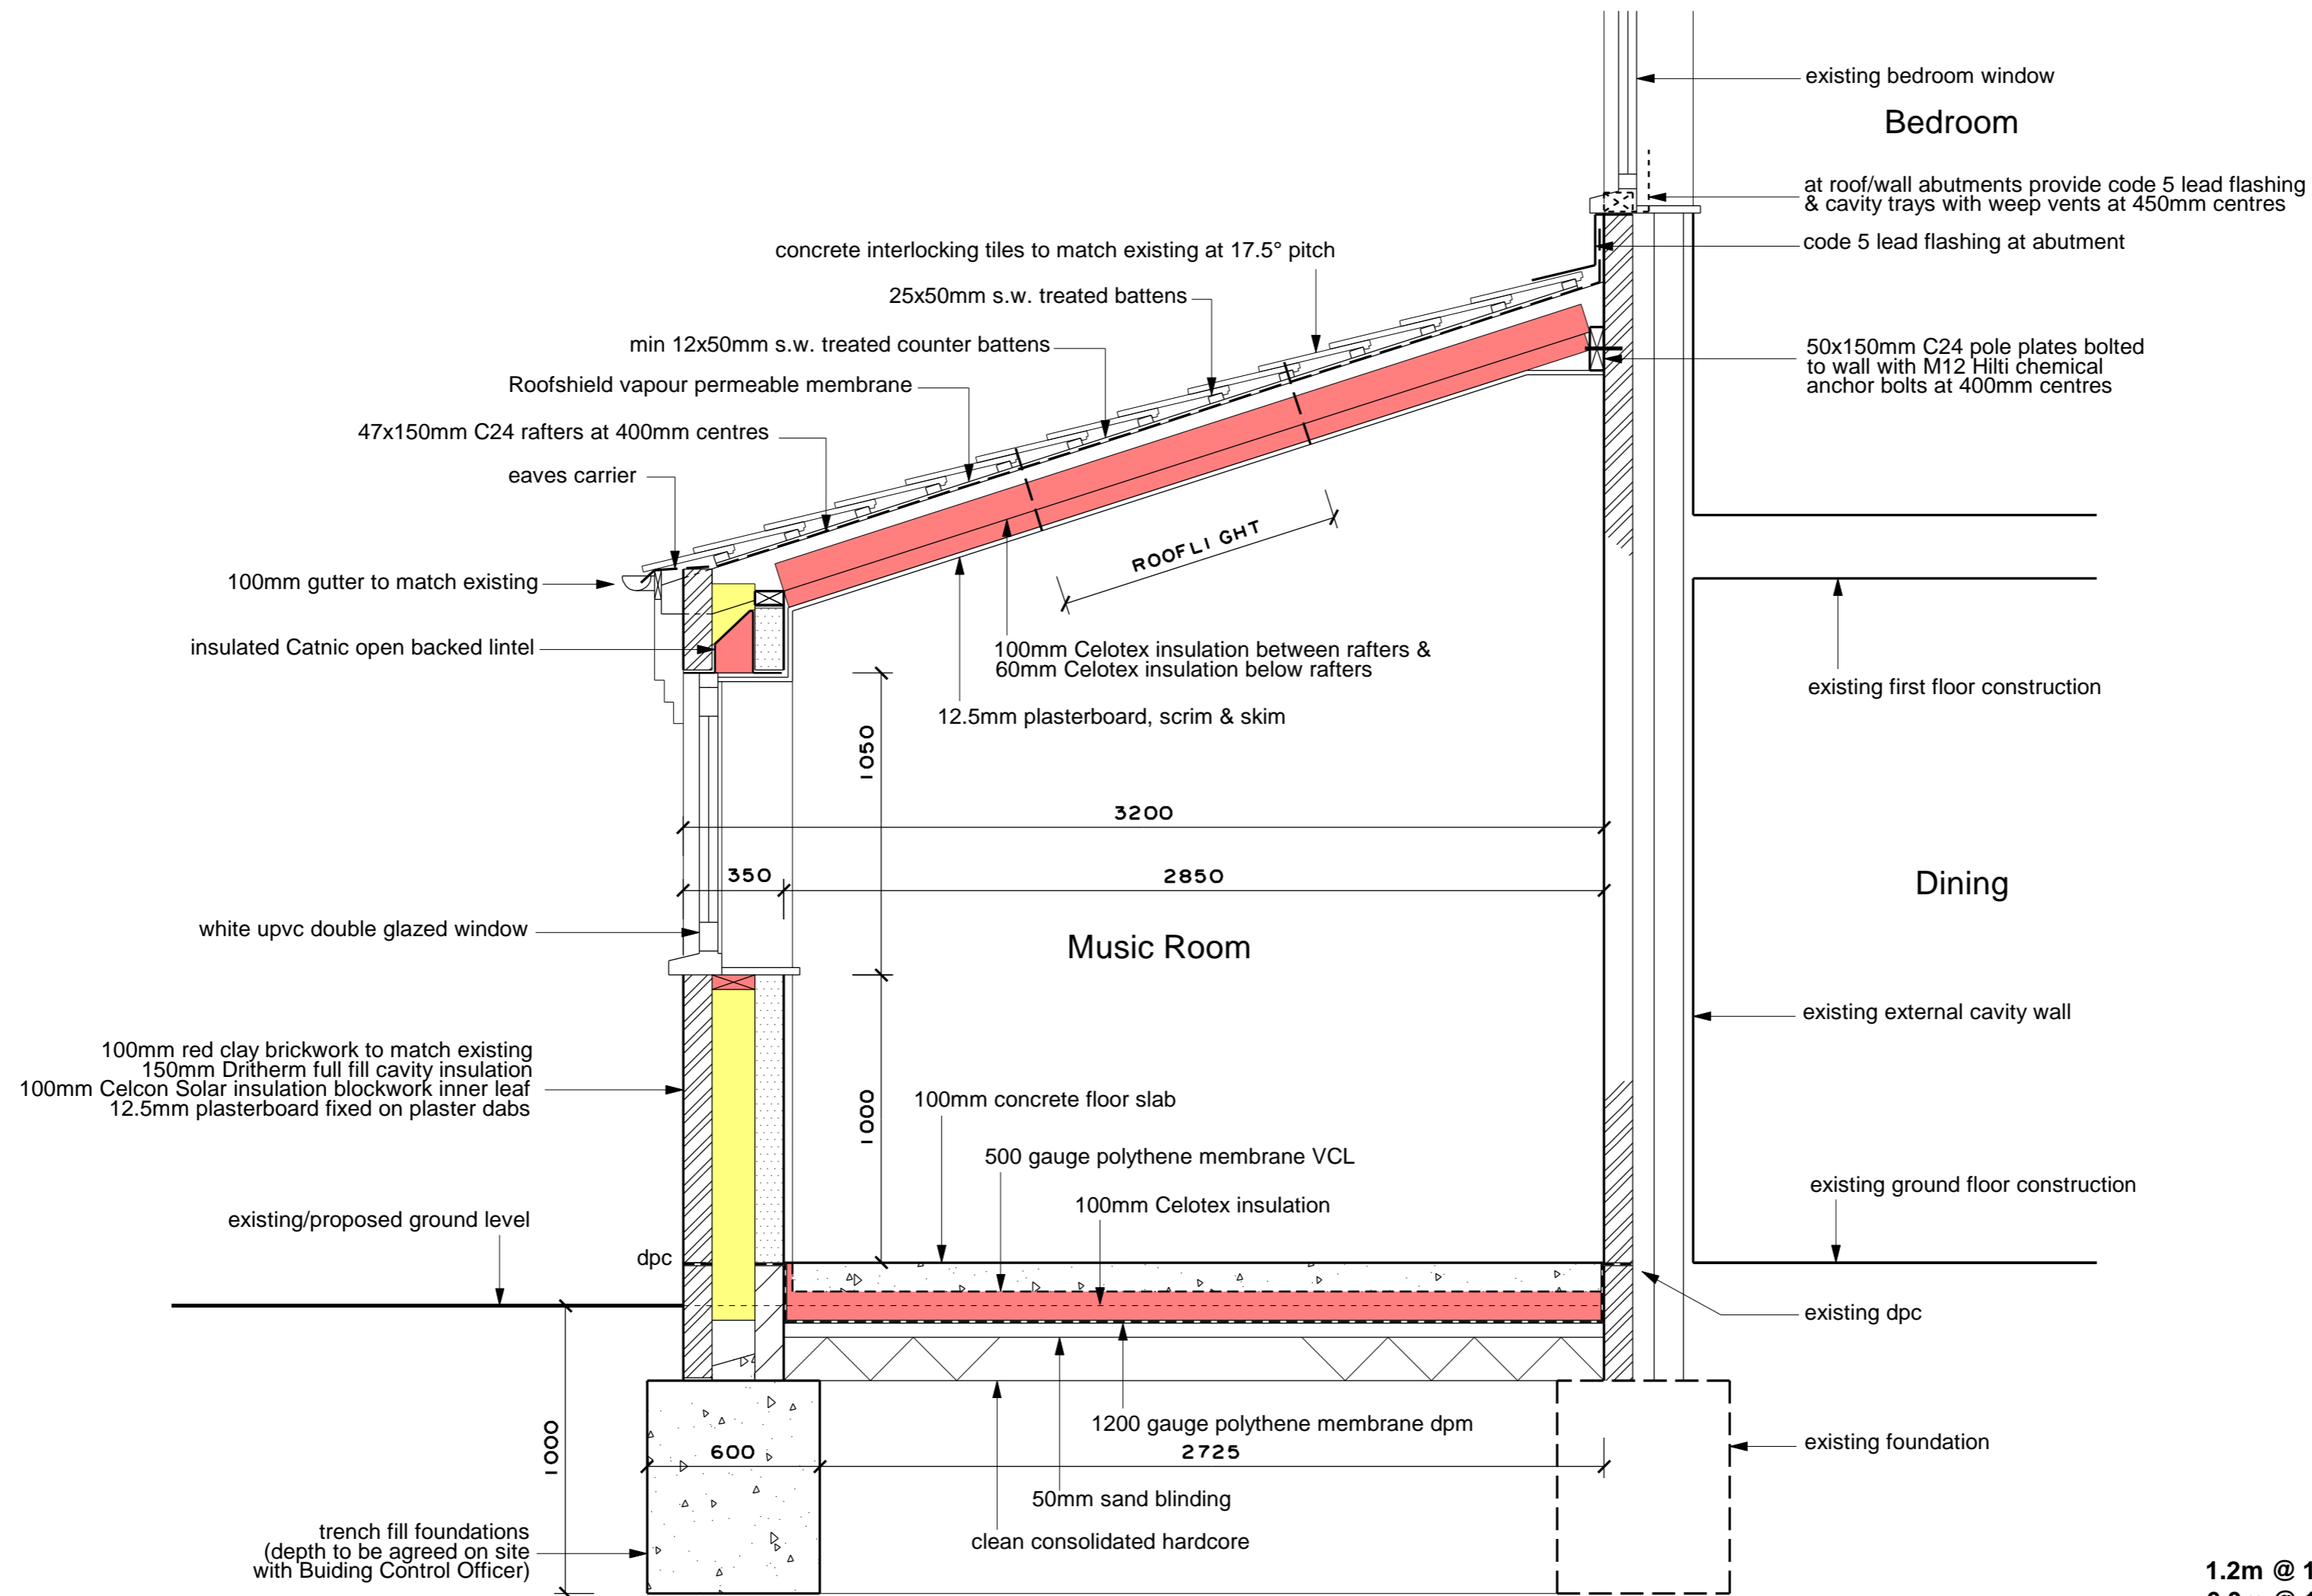 existing bedroom window
Bedroom
at roof/wall abutments provide code 5 lead flashing
& cavity trays with weep vents at 450mm centres
code 5 lead flashing at abutment
concrete interlocking tiles to match existing at 17.5° pitch
25x50mm s.w. treated battens
min 12x50mm s.w. treated counter battens
50x150mm C24 pole plates bolted
to wall with M12 Hilti chemical
anchor bolts at 400mm centres
Roofshield vapour permeable membrane
47x150mm C24 rafters at 400mm centres
eaves carrier
ROOFLIGHT
100mm gutter to match existing
insulated Catnic open backed lintel
100mm Celotex insulation between rafters &
60mm Celotex insulation below rafters
existing first floor construction
12.5mm plasterboard, scrim & skim
1050
3200
350
2850
Dining
white upvc double glazed window
Music Room
existing external cavity wall
100mm red clay brickwork to match existing
150mm Dritherm full fill cavity insulation
100mm Celcon Solar insulation blockwork inner leaf
12.5mm plasterboard fixed on plaster dabs
1000
100mm concrete floor slab
500 gauge polythene membrane VCL
100mm Celotex insulation
existing ground floor construction
existing/proposed ground level
dpc
existing dpc
1200 gauge polythene membrane dpm
1000
600
2725
existing foundation
50mm sand blinding
clean consolidated hardcore
trench fill foundations
(depth to be agreed on site
with Buiding Control Officer)
1.2m @ 1